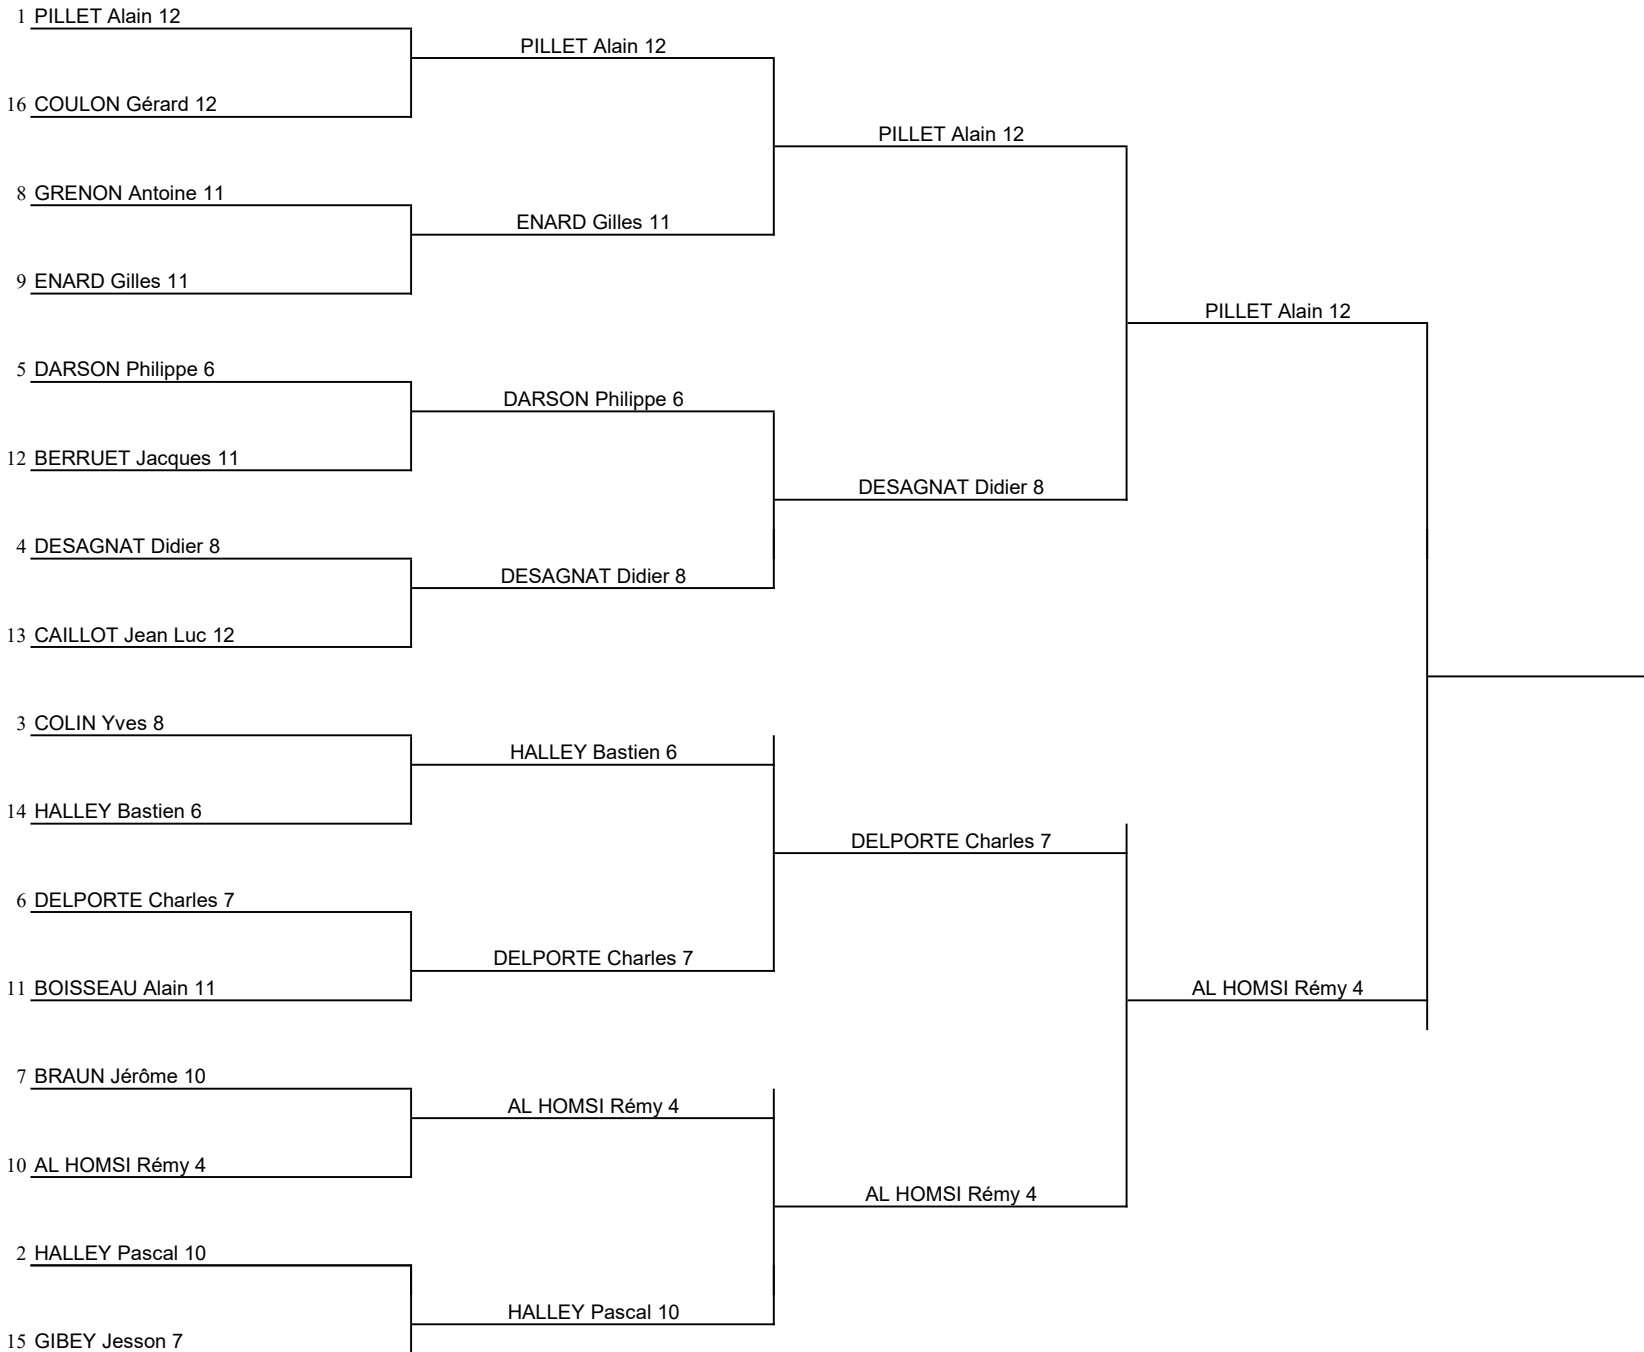 1 PILLET Alain 12
PILLET Alain 12
16 COULON Gérard 12
PILLET Alain 12
8 GRENON Antoine 11
ENARD Gilles 11
9 ENARD Gilles 11
PILLET Alain 12
5 DARSON Philippe 6
DARSON Philippe 6
12 BERRUET Jacques 11
DESAGNAT Didier 8
4 DESAGNAT Didier 8
DESAGNAT Didier 8
13 CAILLOT Jean Luc 12
3 COLIN Yves 8
HALLEY Bastien 6
14 HALLEY Bastien 6
DELPORTE Charles 7
6 DELPORTE Charles 7
DELPORTE Charles 7
11 BOISSEAU Alain 11
AL HOMSI Rémy 4
7 BRAUN Jérôme 10
AL HOMSI Rémy 4
10 AL HOMSI Rémy 4
AL HOMSI Rémy 4
2 HALLEY Pascal 10
HALLEY Pascal 10
15 GIBEY Jesson 7